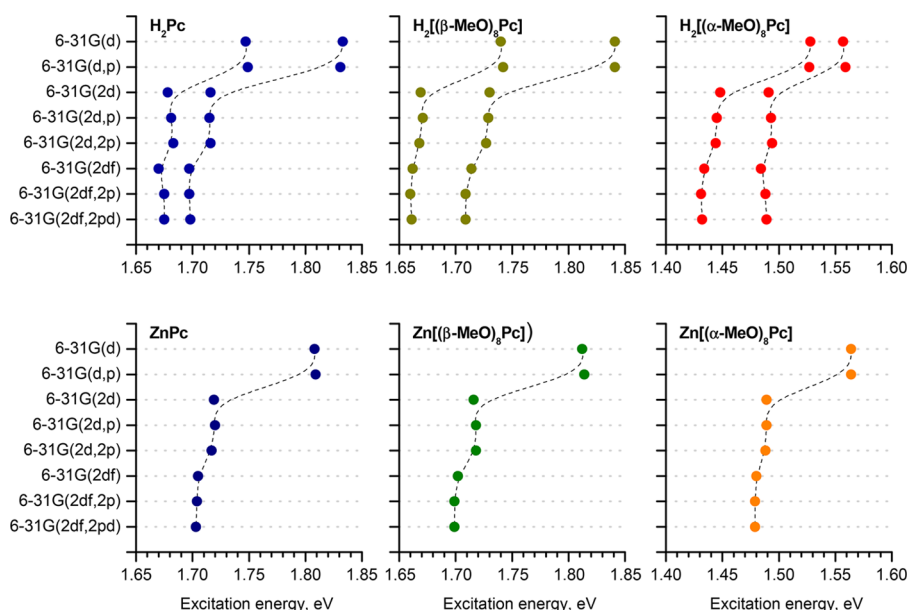 H₂Pc
H₂[(β-MeO)₈Pc]
H₂[(α-MeO)₈Pc]
6-31G(d)
6-31G(d,p)
6-31G(2d)
6-31G(2d,p)
6-31G(2d,2p)
6-31G(2df)
6-31G(2df,2p)
6-31G(2df,2pd)
1.65 1.70 1.75 1.80 1.85
1.65 1.70 1.75 1.80 1.85
1.40 1.45 1.50 1.55 1.60
ZnPc
Zn[(β-MeO)₈Pc])
Zn[(α-MeO)₈Pc]
6-31G(d)
6-31G(d,p)
6-31G(2d)
6-31G(2d,p)
6-31G(2d,2p)
6-31G(2df)
6-31G(2df,2p)
6-31G(2df,2pd)
1.65 1.70 1.75 1.80 1.85
1.65 1.70 1.75 1.80 1.85
1.40 1.45 1.50 1.55 1.60
Excitation energy, eV
Excitation energy, eV
Excitation energy, eV